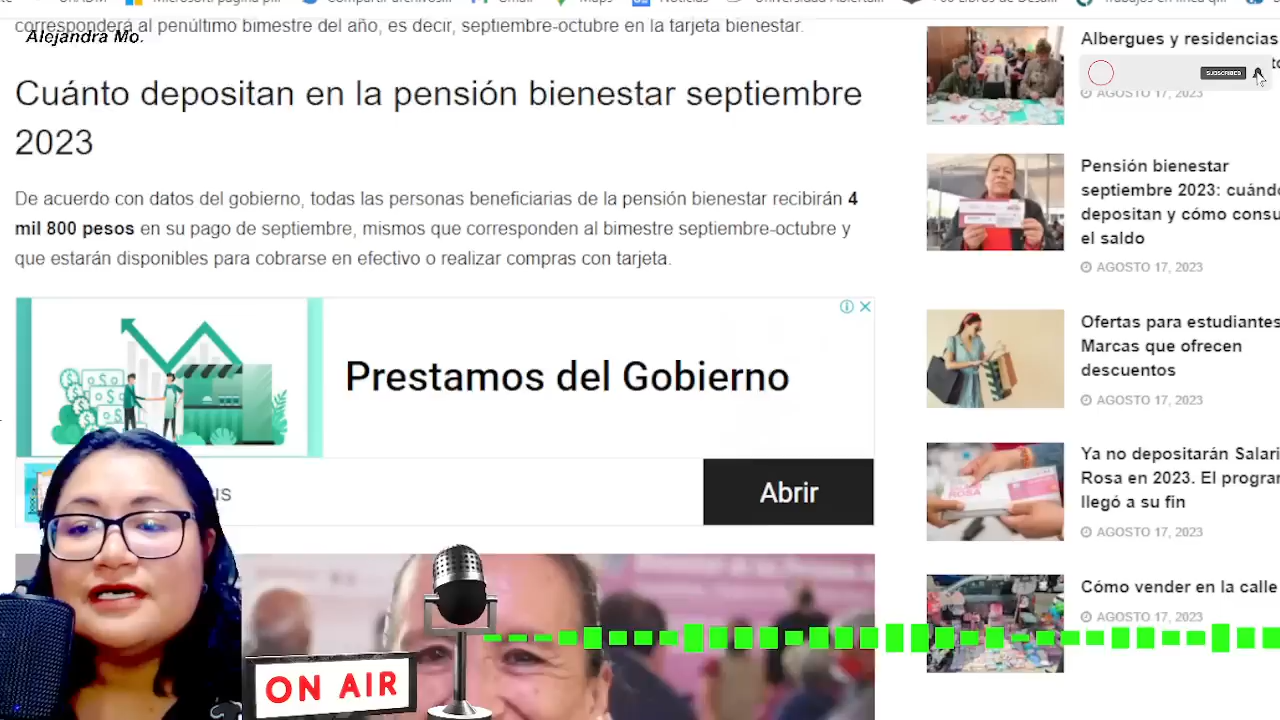 corresponderá al penúltimo bimestre del año, es decir, septiembre-octubre en la tarjeta bienestar.
Alejandra Mo.
Cuánto depositan en la pensión bienestar septiembre
2023
De acuerdo con datos del gobierno, todas las personas beneficiarias de la pensión bienestar recibirán 4
mil 800 pesos en su pago de septiembre, mismos que corresponden al bimestre septiembre-octubre y
que estarán disponibles para cobrarse en efectivo o realizar compras con tarjeta.
Prestamos del Gobierno
Abrir
ON AIR
Albergues y residencias
SUBSCRIBED
AGOSTO 17, 2023
Pensión bienestar
septiembre 2023: cuándo
depositan y cómo consu
el saldo
AGOSTO 17, 2023
Ofertas para estudiantes
Marcas que ofrecen
descuentos
AGOSTO 17, 2023
Ya no depositarán Salari
Rosa en 2023. El program
llegó a su fin
AGOSTO 17, 2023
Cómo vender en la calle
AGOSTO 17, 2023